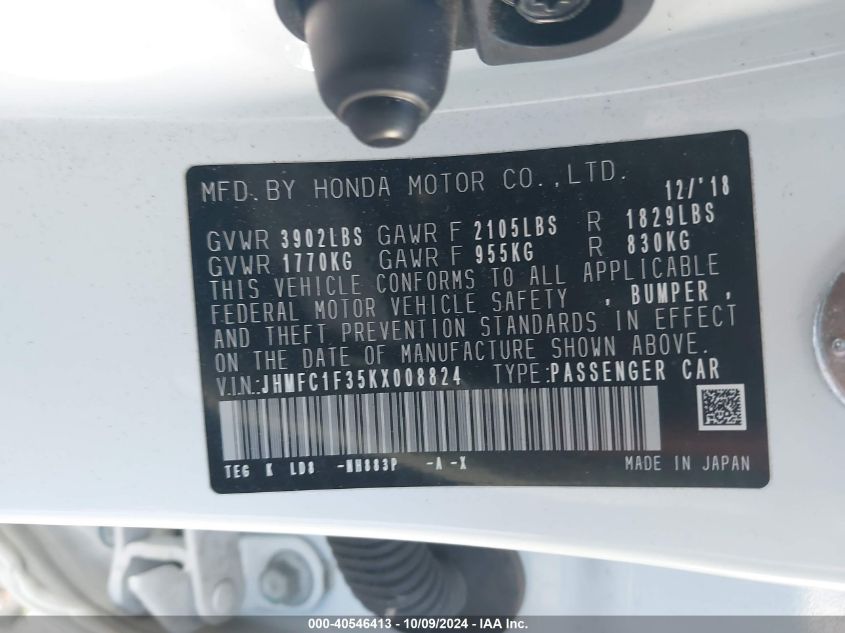 MFD. BY HONDA MOTOR CO., LTD. 12/'18
GVWR 3902LBS GAWR F 2105LBS R 1829LBS
GVWR 1770KG GAWR F 955KG R 830KG
THIS VEHICLE CONFORMS TO ALL APPLICABLE
FEDERAL MOTOR VEHICLE SAFETY , BUMPER ,
AND THEFT PREVENTION STANDARDS IN EFFECT
ON THE DATE OF MANUFACTURE SHOWN ABOVE.
V.I.N.:JHMFC1F35KX008824 TYPE:PASSENGER CAR
TEG K LD8 -NH883P -A -X MADE IN JAPAN
000-40546413 - 10/09/2024 - IAA Inc.